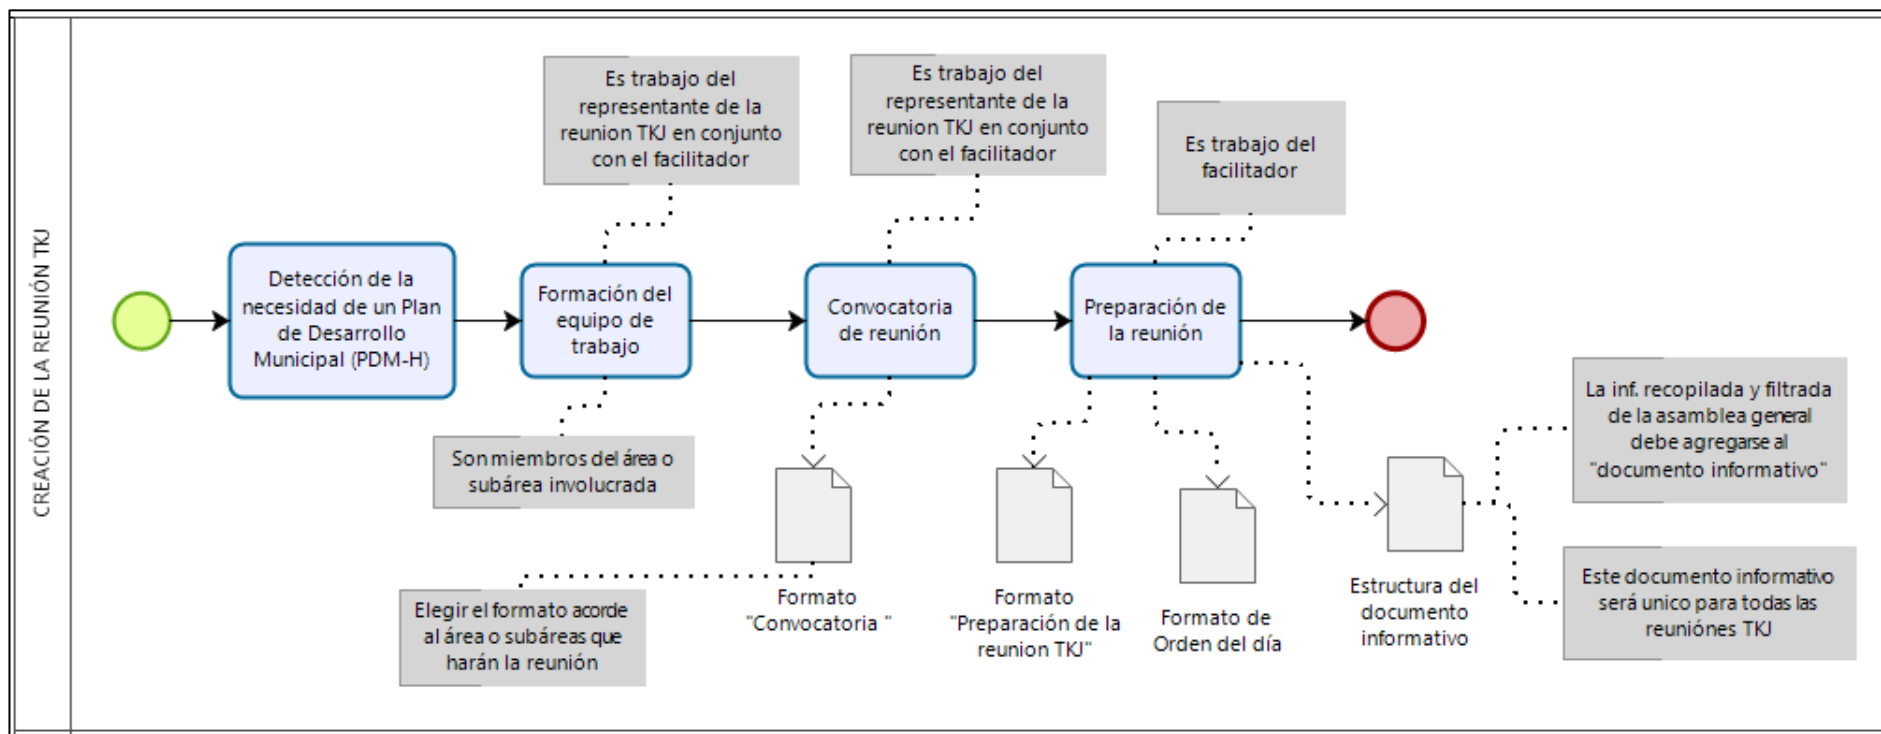 CREACIÓN DE LA REUNIÓN TKJ
Es trabajo del
representante de la
reunion TKJ en conjunto
con el facilitador
Es trabajo del
representante de la
reunion TKJ en conjunto
con el facilitador
Es trabajo del
facilitador
Detección de la
necesidad de un Plan
de Desarrollo
Municipal (PDM-H)
Formación del
equipo de
trabajo
Convocatoria
de reunión
Preparación de
la reunión
Son miembros del área o
subárea involucrada
La inf. recopilada y filtrada
de la asamblea general
debe agregarse al
"documento informativo"
Elegir el formato acorde
al área o subáreas que
harán la reunión
Formato
"Convocatoria "
Formato
"Preparación de la
reunion TKJ"
Formato de
Orden del día
Estructura del
documento
informativo
Este documento informativo
será unico para todas las
reuniónes TKJ